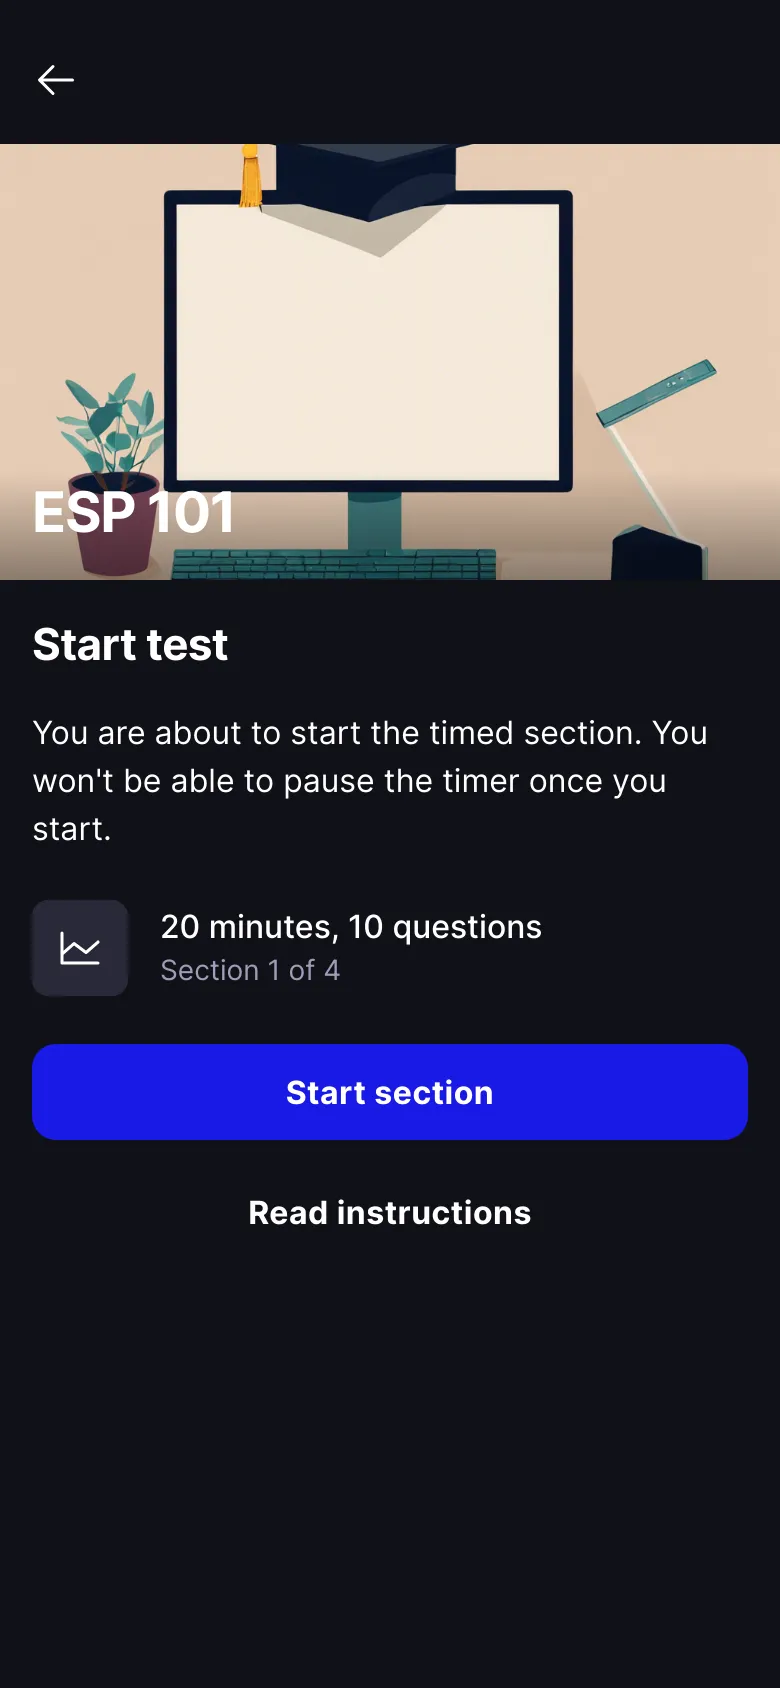 ESP 101
Start test
You are about to start the timed section. You
won't be able to pause the timer once you
start.
20 minutes, 10 questions
Section 1 of 4
Start section
Read instructions